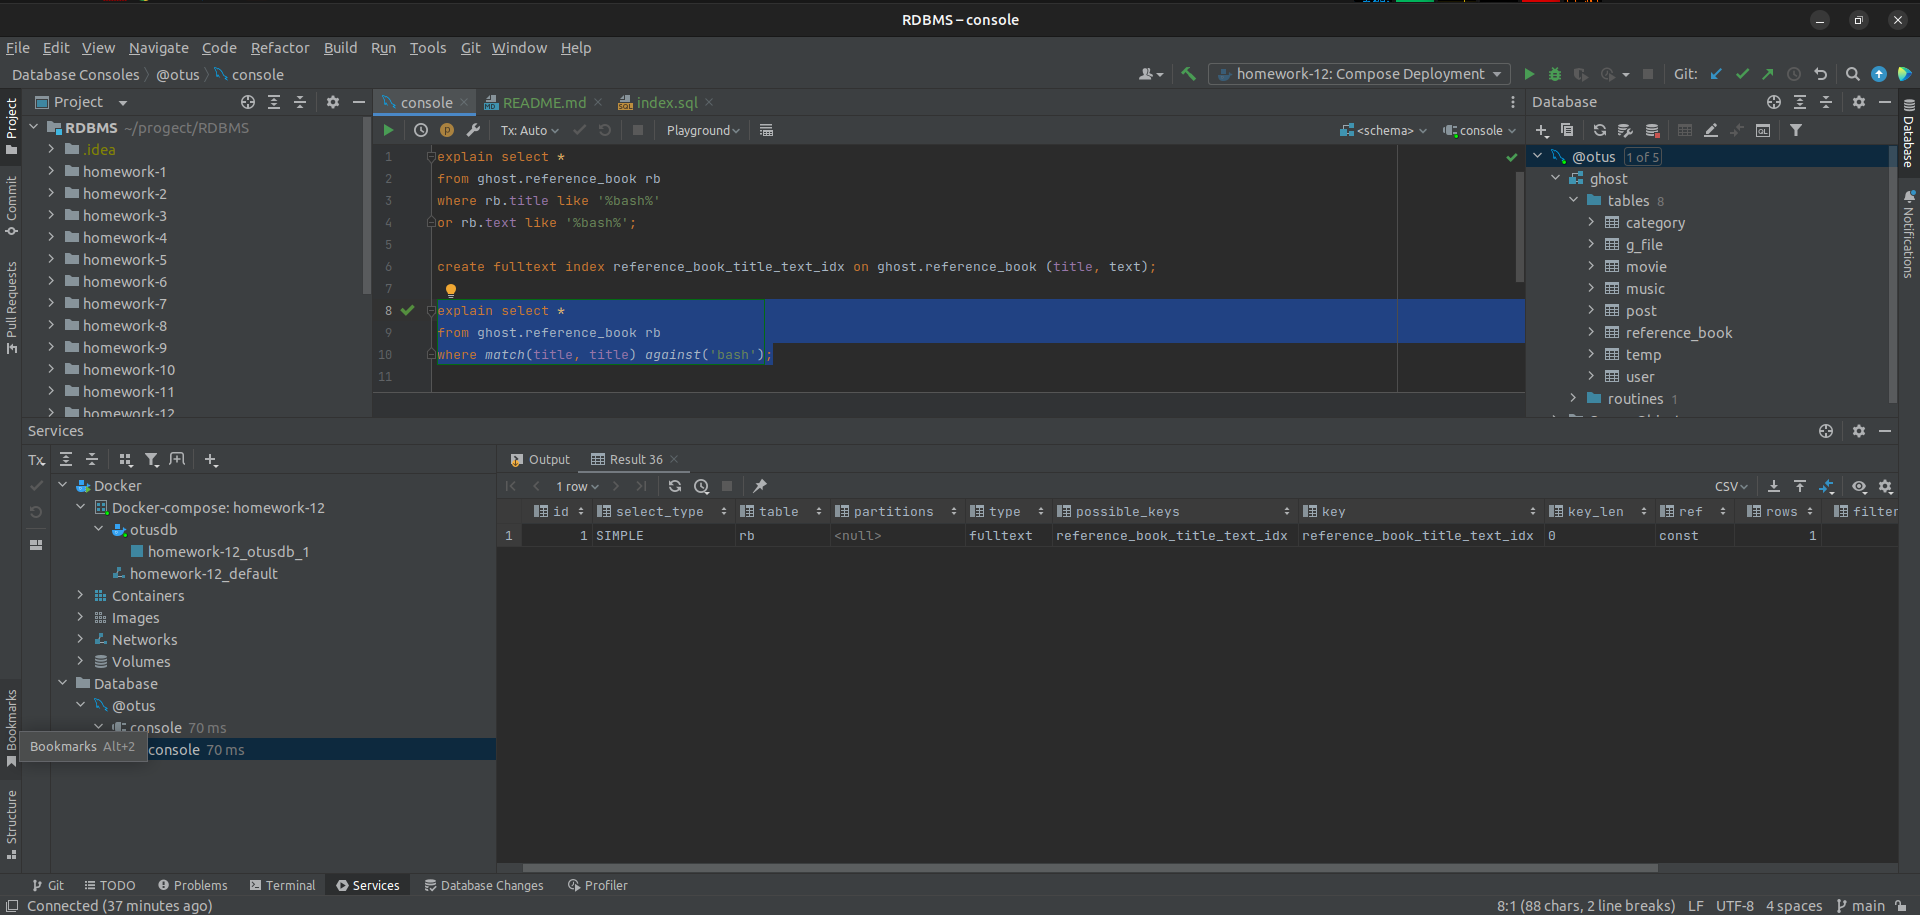 RDBMS – console
File Edit View Navigate Code Refactor Build Run Tools Git Window Help
Database Consoles 〉 @otus 〉 console
homework-12: Compose Deployment
Git:
Project
console
README.md
index.sql
Database
RDBMS ~/progect/RDBMS
.idea
homework-1
homework-2
homework-3
homework-4
homework-5
homework-6
homework-7
homework-8
homework-9
homework-10
homework-11
homework-12
Tx: Auto
Playground
<schema>
console
1 explain select *
2 from ghost.reference_book rb
3 where rb.title like '%bash%'
4 or rb.text like '%bash%';
5
6 create fulltext index reference_book_title_text_idx on ghost.reference_book (title, text);
7
8 explain select *
9 from ghost.reference_book rb
10 where match(title, title) against('bash');
11
@otus 1 of 5
ghost
tables 8
category
g_file
movie
music
post
reference_book
temp
user
routines 1
Project
Commit
Pull Requests
Bookmarks
Structure
Database
Notifications
Services
Tx
Docker
Docker-compose: homework-12
otusdb
homework-12_otusdb_1
homework-12_default
Containers
Images
Networks
Volumes
Database
@otus
console 70 ms
console 70 ms
Bookmarks Alt+2
Output
Result 36
1 row
CSV
id select_type table partitions type possible_keys key key_len ref rows filter
1 1 SIMPLE rb <null> fulltext reference_book_title_text_idx reference_book_title_text_idx 0 const 1
Git TODO Problems Terminal Services Database Changes Profiler
Connected (37 minutes ago)
8:1 (88 chars, 2 line breaks) LF UTF-8 4 spaces main